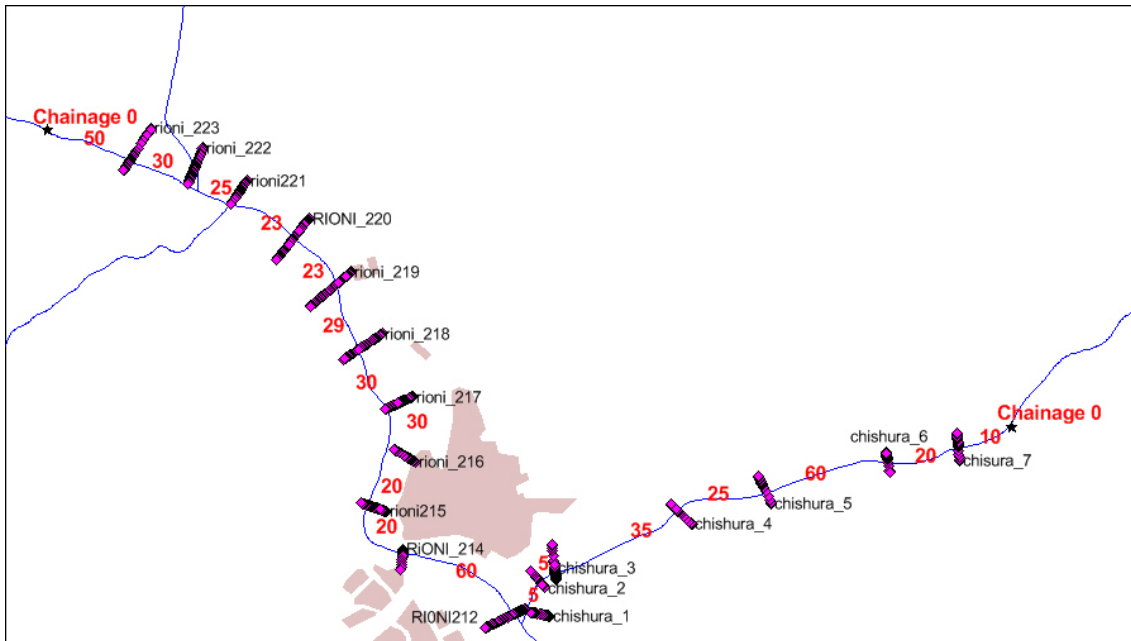 Chainage 0
50
rioni_223
30
rioni_222
25
rioni221
23
RIONI_220
23
rioni_219
29
rioni_218
30
rioni_217
30
rioni_216
20
rioni215
20
RiONI_214
60
RI0NI212
Chainage 0
10
chishura_6
20
chisura_7
60
chishura_5
25
chishura_4
35
5
chishura_3
chishura_2
5
chishura_1